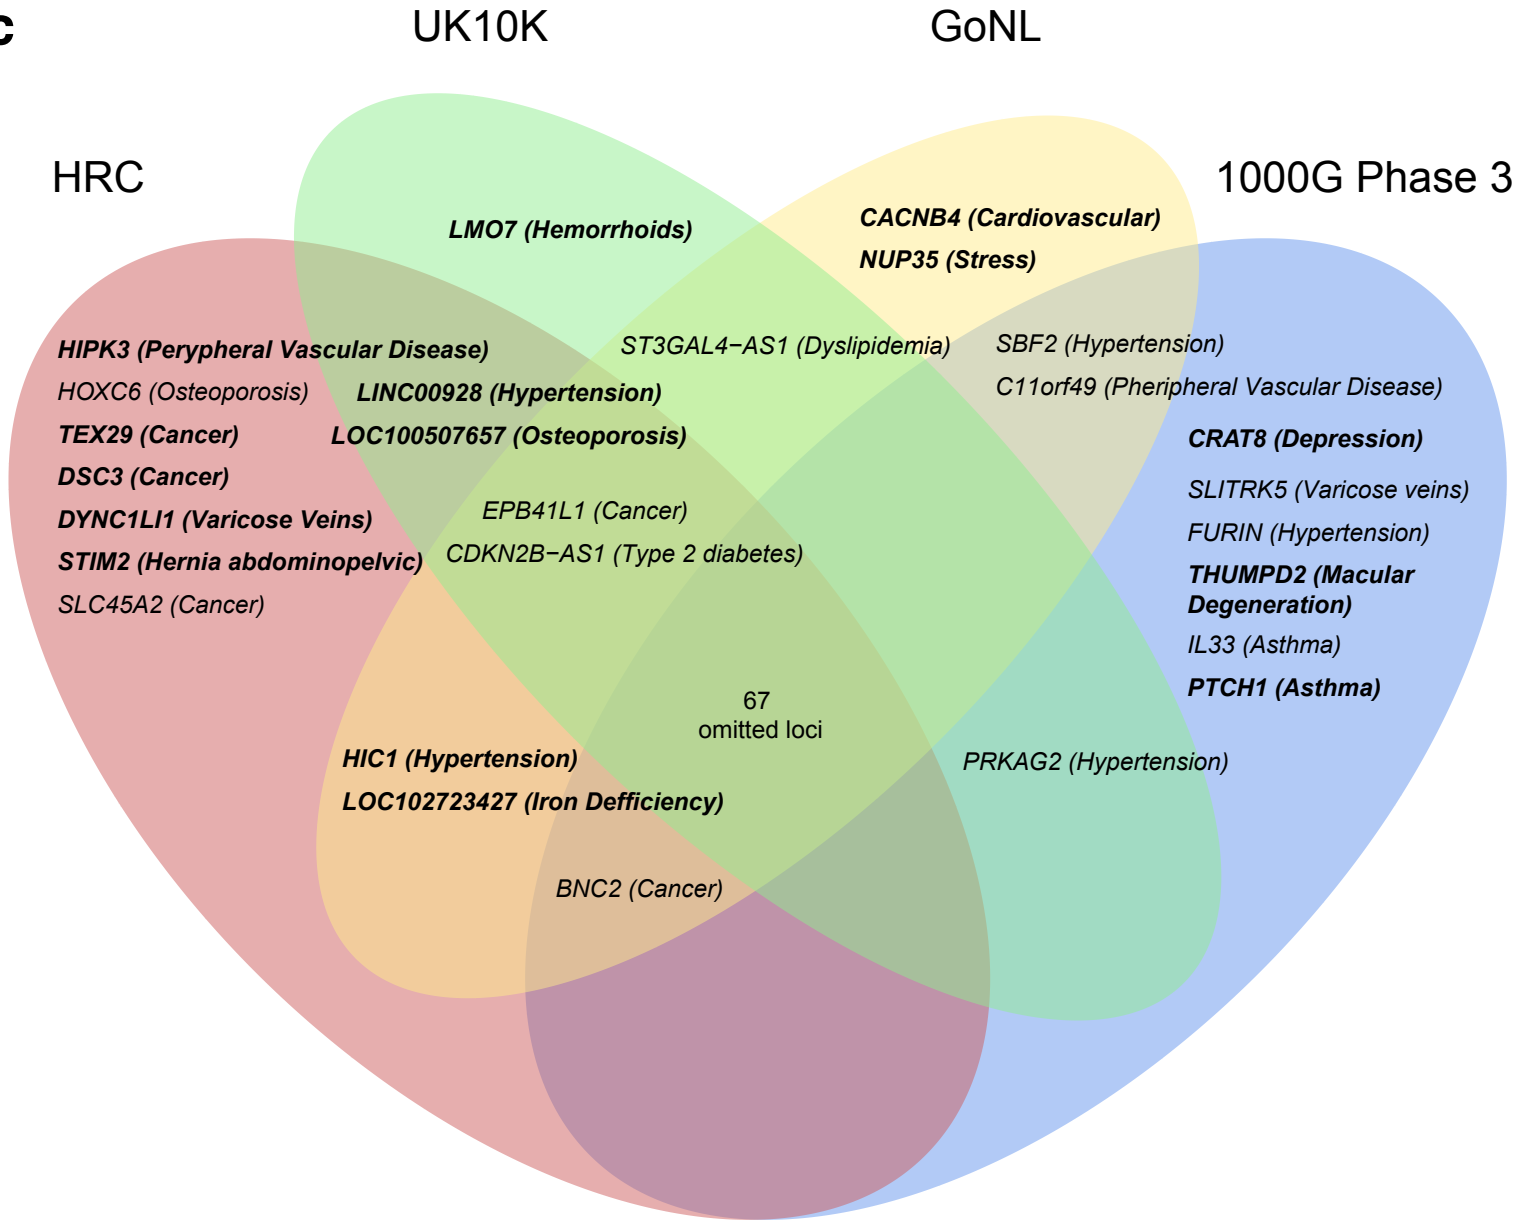 c
UK10K
GoNL
HRC
1000G Phase 3
LMO7 (Hemorrhoids)
CACNB4 (Cardiovascular)
NUP35 (Stress)
HIPK3 (Perypheral Vascular Disease)
HOXC6 (Osteoporosis)
TEX29 (Cancer)
DSC3 (Cancer)
DYNC1LI1 (Varicose Veins)
STIM2 (Hernia abdominopelvic)
SLC45A2 (Cancer)
LINC00928 (Hypertension)
LOC100507657 (Osteoporosis)
ST3GAL4−AS1 (Dyslipidemia)
SBF2 (Hypertension)
C11orf49 (Pheripheral Vascular Disease)
EPB41L1 (Cancer)
CDKN2B−AS1 (Type 2 diabetes)
CRAT8 (Depression)
SLITRK5 (Varicose veins)
FURIN (Hypertension)
THUMPD2 (Macular
Degeneration)
IL33 (Asthma)
PTCH1 (Asthma)
67
omitted loci
HIC1 (Hypertension)
LOC102723427 (Iron Defficiency)
PRKAG2 (Hypertension)
BNC2 (Cancer)